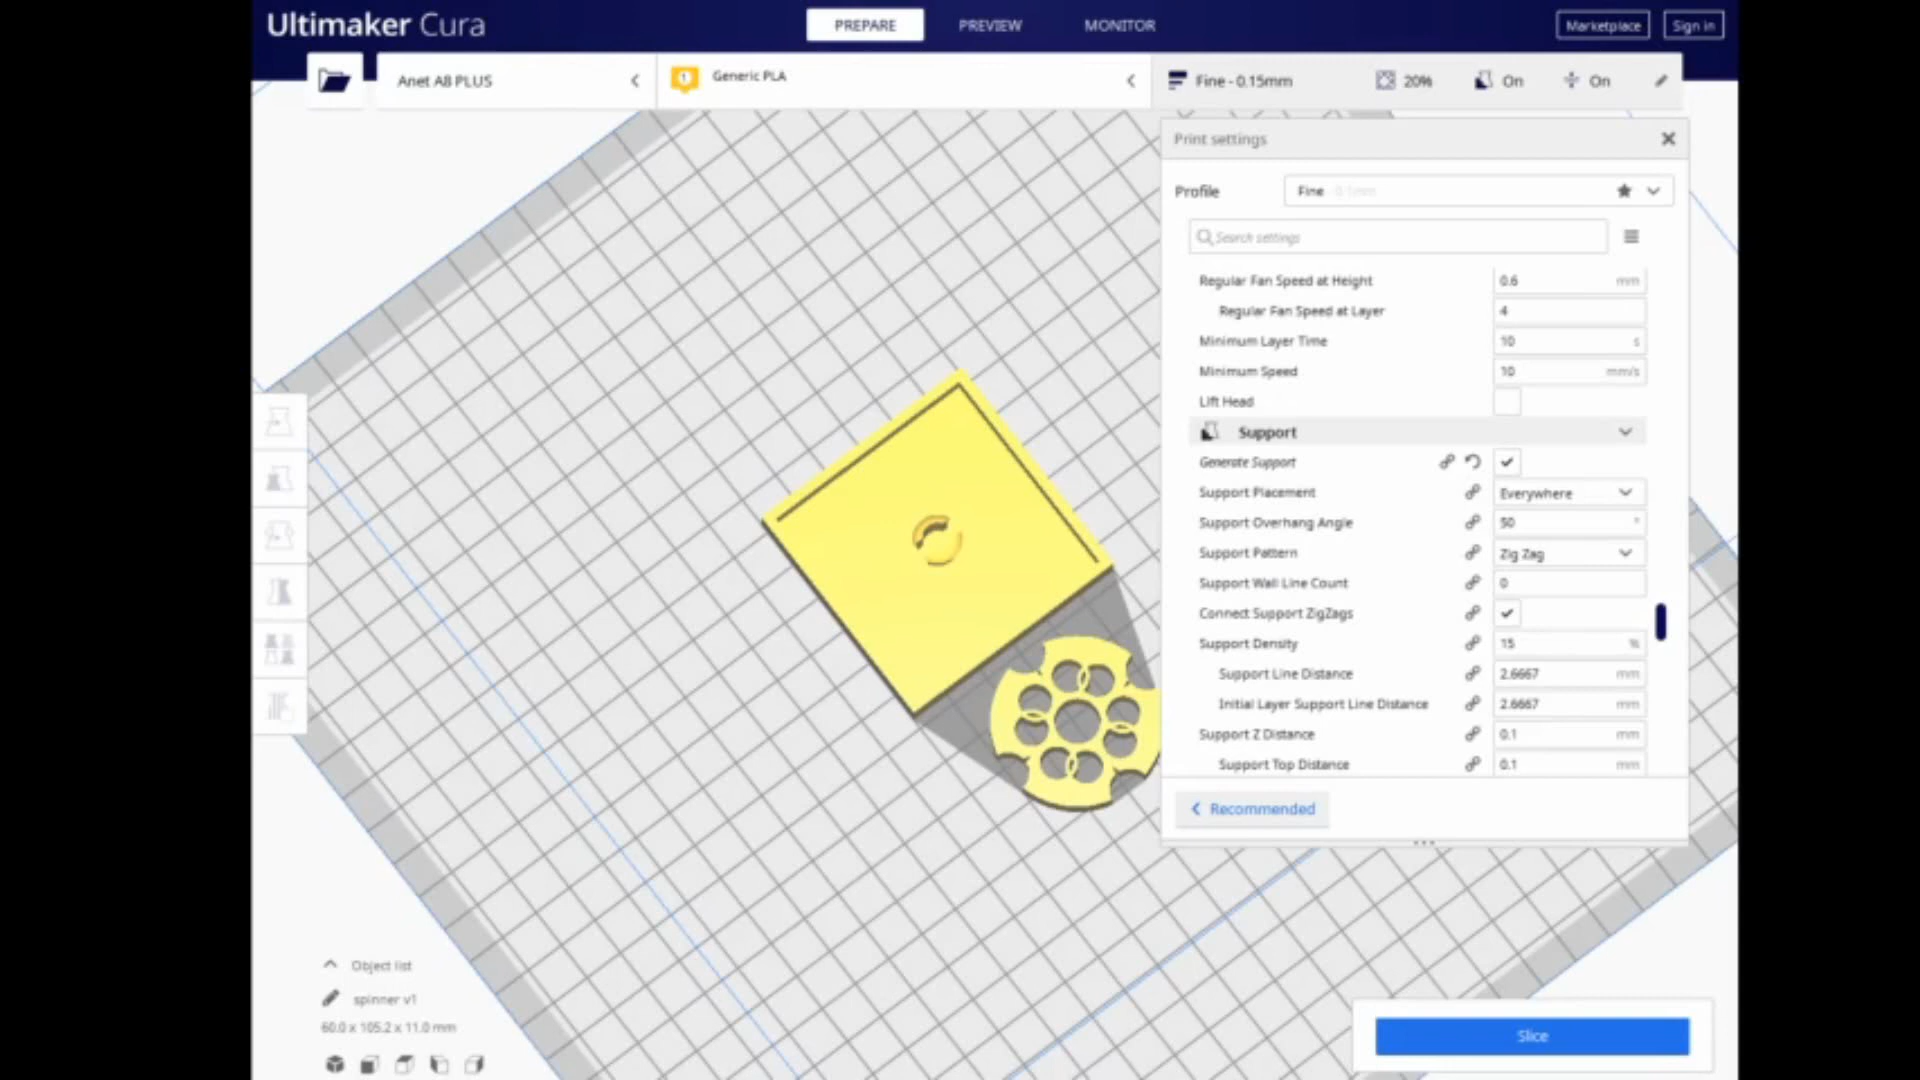 Ultimaker Cura
PREPARE
PREVIEW
MONITOR
Marketplace
Sign in
Anet A8 PLUS
1
Generic PLA
Fine - 0.15mm
20%
On
On
Print settings
Profile
Fine 0.1mm
Search settings
Regular Fan Speed at Height 0.6 mm
Regular Fan Speed at Layer 4
Minimum Layer Time 10 s
Minimum Speed 10 mm/s
Lift Head
Support
Generate Support
Support Placement Everywhere
Support Overhang Angle 50 °
Support Pattern Zig Zag
Support Wall Line Count 0
Connect Support ZigZags
Support Density 15 %
Support Line Distance 2.6667 mm
Initial Layer Support Line Distance 2.6667 mm
Support Z Distance 0.1 mm
Support Top Distance 0.1 mm
Recommended
Object list
spinner v1
60.0 x 105.2 x 11.0 mm
Slice